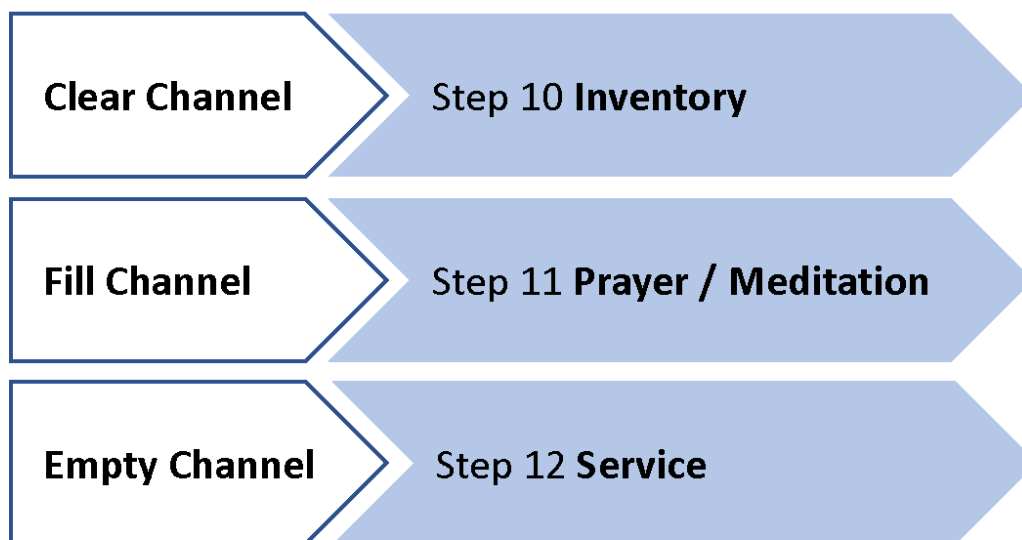 Clear Channel Step 10 Inventory
Fill Channel Step 11 Prayer / Meditation
Empty Channel Step 12 Service